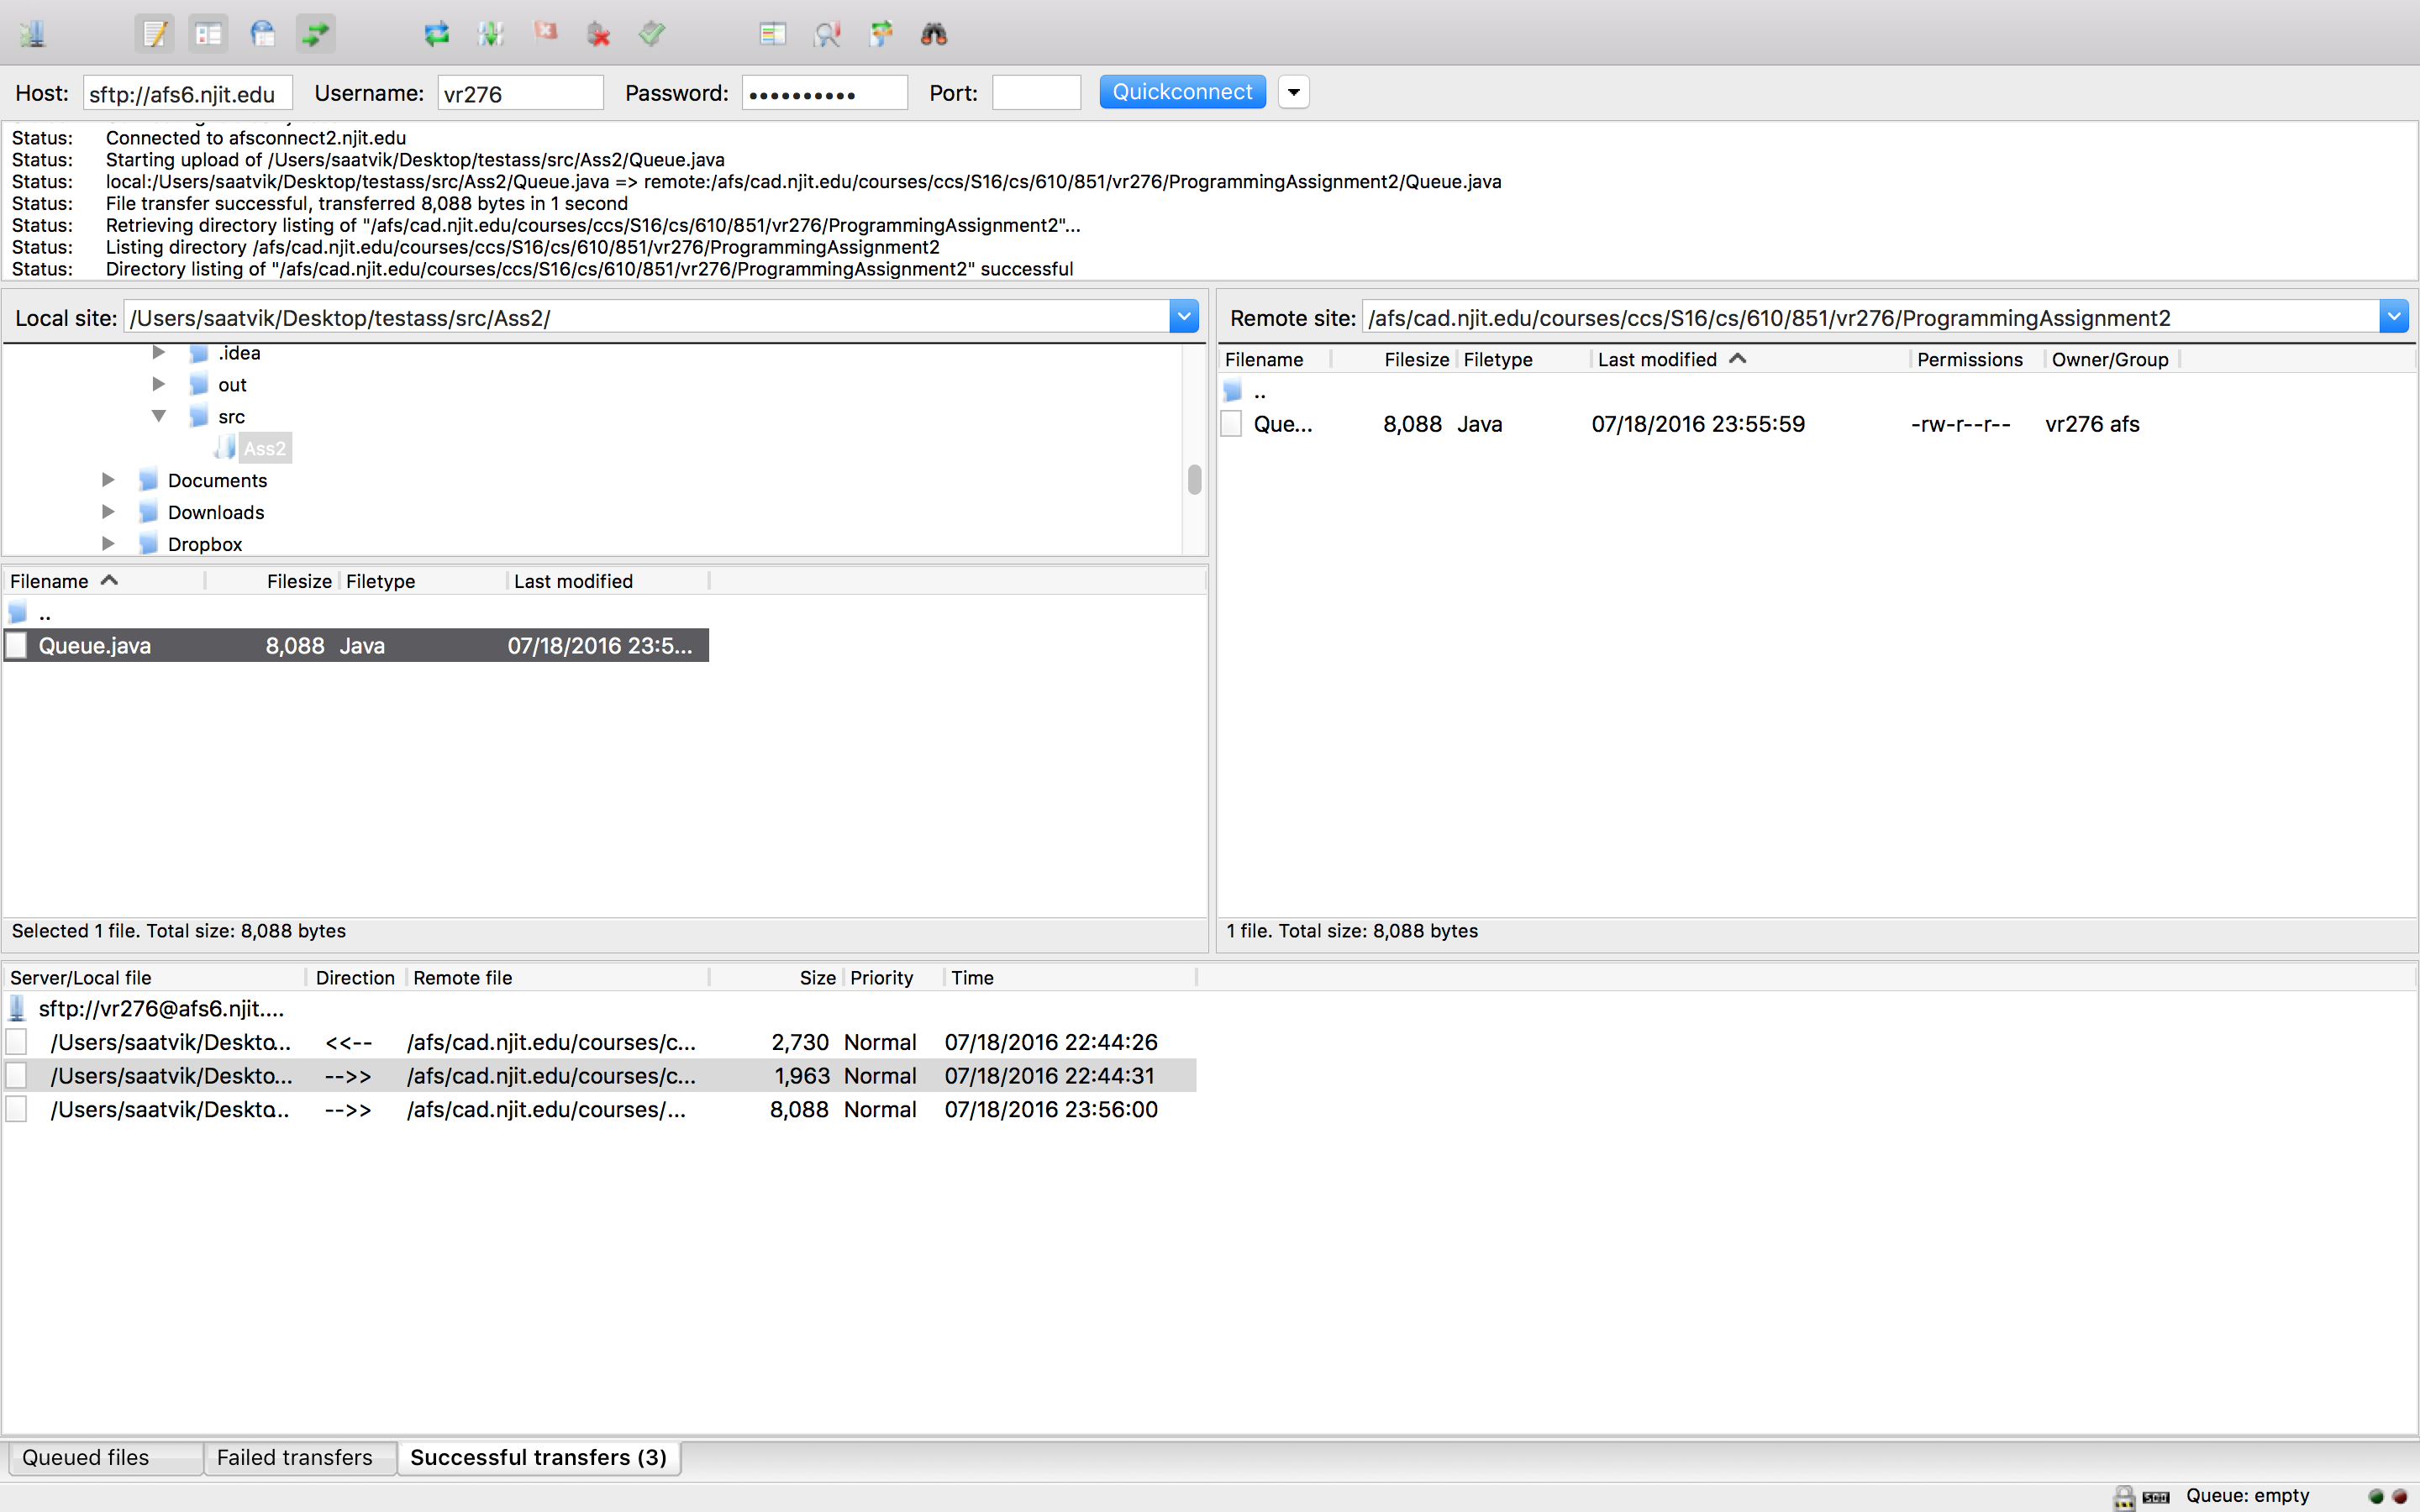 Host: sftp://afs6.njit.edu Username: vr276 Password: •••••••••• Port: Quickconnect
Status: Connected to afsconnect2.njit.edu
Status: Starting upload of /Users/saatvik/Desktop/testass/src/Ass2/Queue.java
Status: local:/Users/saatvik/Desktop/testass/src/Ass2/Queue.java => remote:/afs/cad.njit.edu/courses/ccs/S16/cs/610/851/vr276/ProgrammingAssignment2/Queue.java
Status: File transfer successful, transferred 8,088 bytes in 1 second
Status: Retrieving directory listing of "/afs/cad.njit.edu/courses/ccs/S16/cs/610/851/vr276/ProgrammingAssignment2"...
Status: Listing directory /afs/cad.njit.edu/courses/ccs/S16/cs/610/851/vr276/ProgrammingAssignment2
Status: Directory listing of "/afs/cad.njit.edu/courses/ccs/S16/cs/610/851/vr276/ProgrammingAssignment2" successful
Local site: /Users/saatvik/Desktop/testass/src/Ass2/
.idea
out
src
Ass2
Documents
Downloads
Dropbox
Filename Filesize Filetype Last modified
..
Queue.java 8,088 Java 07/18/2016 23:5...
Selected 1 file. Total size: 8,088 bytes
Remote site: /afs/cad.njit.edu/courses/ccs/S16/cs/610/851/vr276/ProgrammingAssignment2
Filename Filesize Filetype Last modified Permissions Owner/Group
..
Que... 8,088 Java 07/18/2016 23:55:59 -rw-r--r-- vr276 afs
1 file. Total size: 8,088 bytes
Server/Local file Direction Remote file Size Priority Time
sftp://vr276@afs6.njit....
/Users/saatvik/Deskto... <<-- /afs/cad.njit.edu/courses/c... 2,730 Normal 07/18/2016 22:44:26
/Users/saatvik/Deskto... -->> /afs/cad.njit.edu/courses/c... 1,963 Normal 07/18/2016 22:44:31
/Users/saatvik/Deskto... -->> /afs/cad.njit.edu/courses/... 8,088 Normal 07/18/2016 23:56:00
Queued files Failed transfers Successful transfers (3)
Queue: empty